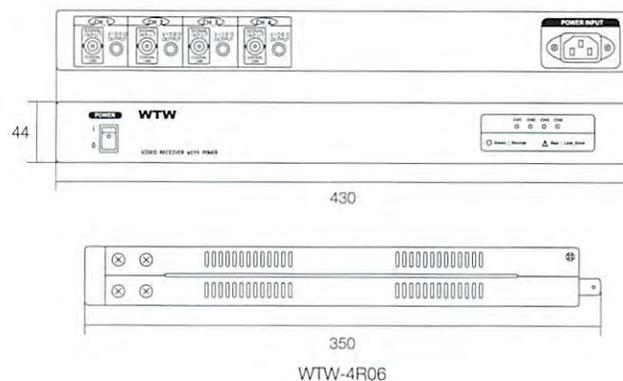 CH 1 CH 2 CH 3 CH 4
VIDEO OUTPUT VIDEO OUTPUT VIDEO OUTPUT VIDEO OUTPUT
POWER INPUT
44
POWER
WTW
I
O
VIDEO RECEIVER with POWER
CH1 CH2 CH3 CH4
Green : Normal Red : Link_Error
430
350
WTW-4R06